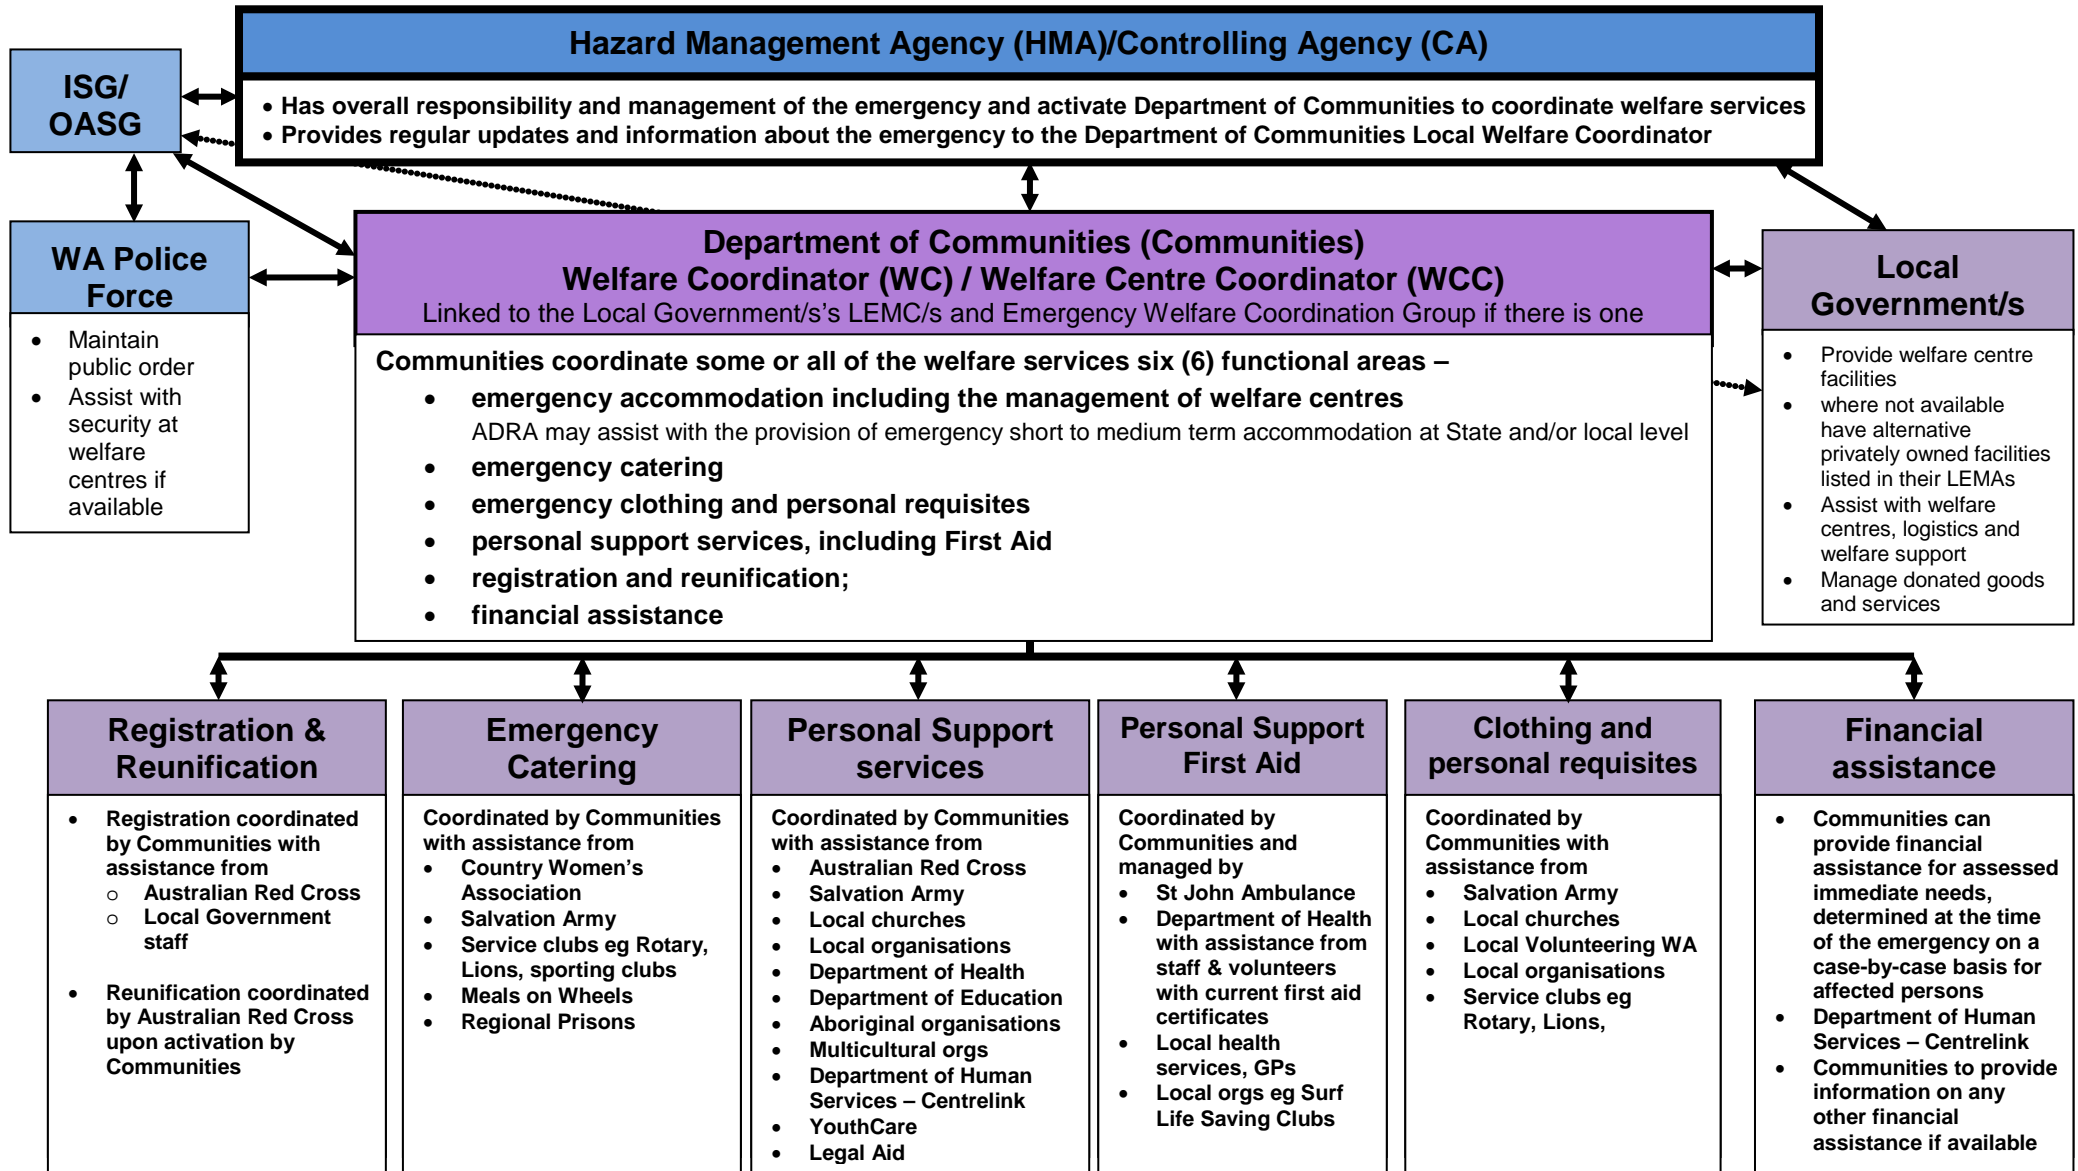 Hazard Management Agency (HMA)/Controlling Agency (CA)
• Has overall responsibility and management of the emergency and activate Department of Communities to coordinate welfare services
• Provides regular updates and information about the emergency to the Department of Communities Local Welfare Coordinator
ISG/
OASG
WA Police
Force
• Maintain
public order
• Assist with
security at
welfare
centres if
available
Department of Communities (Communities)
Welfare Coordinator (WC) / Welfare Centre Coordinator (WCC)
Linked to the Local Government/s's LEMC/s and Emergency Welfare Coordination Group if there is one
Communities coordinate some or all of the welfare services six (6) functional areas –
• emergency accommodation including the management of welfare centres
ADRA may assist with the provision of emergency short to medium term accommodation at State and/or local level
• emergency catering
• emergency clothing and personal requisites
• personal support services, including First Aid
• registration and reunification;
• financial assistance
Local
Government/s
• Provide welfare centre
facilities
• where not available
have alternative
privately owned facilities
listed in their LEMAs
• Assist with welfare
centres, logistics and
welfare support
• Manage donated goods
and services
Registration &
Reunification
• Registration coordinated
by Communities with
assistance from
o Australian Red Cross
o Local Government
staff
• Reunification coordinated
by Australian Red Cross
upon activation by
Communities
Emergency
Catering
Coordinated by Communities
with assistance from
• Country Women's
Association
• Salvation Army
• Service clubs eg Rotary,
Lions, sporting clubs
• Meals on Wheels
• Regional Prisons
Personal Support
services
Coordinated by Communities
with assistance from
• Australian Red Cross
• Salvation Army
• Local churches
• Local organisations
• Department of Health
• Department of Education
• Aboriginal organisations
• Multicultural orgs
• Department of Human
Services – Centrelink
• YouthCare
• Legal Aid
Personal Support
First Aid
Coordinated by
Communities and
managed by
• St John Ambulance
• Department of Health
with assistance from
staff & volunteers
with current first aid
certificates
• Local health
services, GPs
• Local orgs eg Surf
Life Saving Clubs
Clothing and
personal requisites
Coordinated by
Communities with
assistance from
• Salvation Army
• Local churches
• Local Volunteering WA
• Local organisations
• Service clubs eg
Rotary, Lions,
Financial
assistance
• Communities can
provide financial
assistance for assessed
immediate needs,
determined at the time
of the emergency on a
case-by-case basis for
affected persons
• Department of Human
Services – Centrelink
• Communities to provide
information on any
other financial
assistance if available